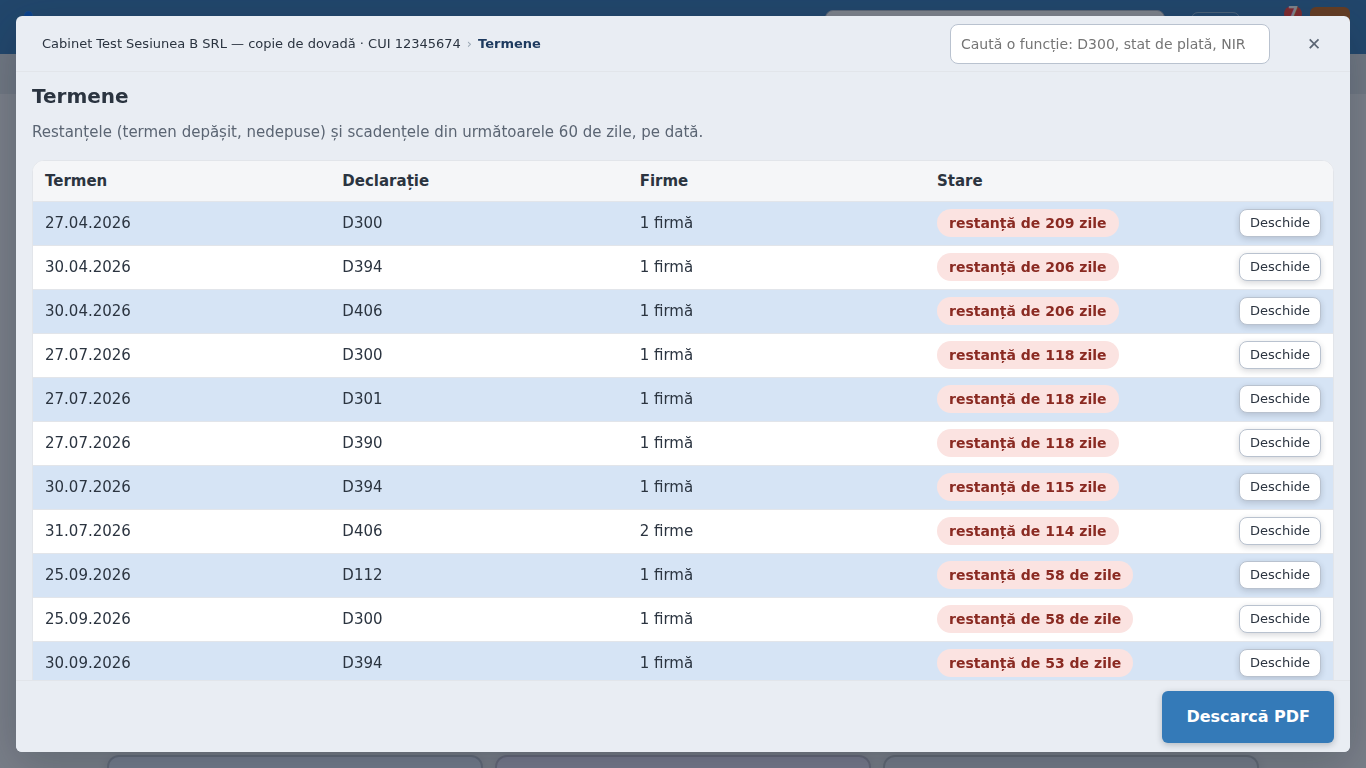 7
Cabinet Test Sesiunea B SRL — copie de dovadă · CUI 12345674 › Termene
Caută o funcție: D300, stat de plată, NIR
✕
Termene
Restanțele (termen depășit, nedepuse) și scadențele din următoarele 60 de zile, pe dată.
Termen Declarație Firme Stare
27.04.2026 D300 1 firmă restanță de 209 zile Deschide
30.04.2026 D394 1 firmă restanță de 206 zile Deschide
30.04.2026 D406 1 firmă restanță de 206 zile Deschide
27.07.2026 D300 1 firmă restanță de 118 zile Deschide
27.07.2026 D301 1 firmă restanță de 118 zile Deschide
27.07.2026 D390 1 firmă restanță de 118 zile Deschide
30.07.2026 D394 1 firmă restanță de 115 zile Deschide
31.07.2026 D406 2 firme restanță de 114 zile Deschide
25.09.2026 D112 1 firmă restanță de 58 de zile Deschide
25.09.2026 D300 1 firmă restanță de 58 de zile Deschide
30.09.2026 D394 1 firmă restanță de 53 de zile Deschide
Descarcă PDF